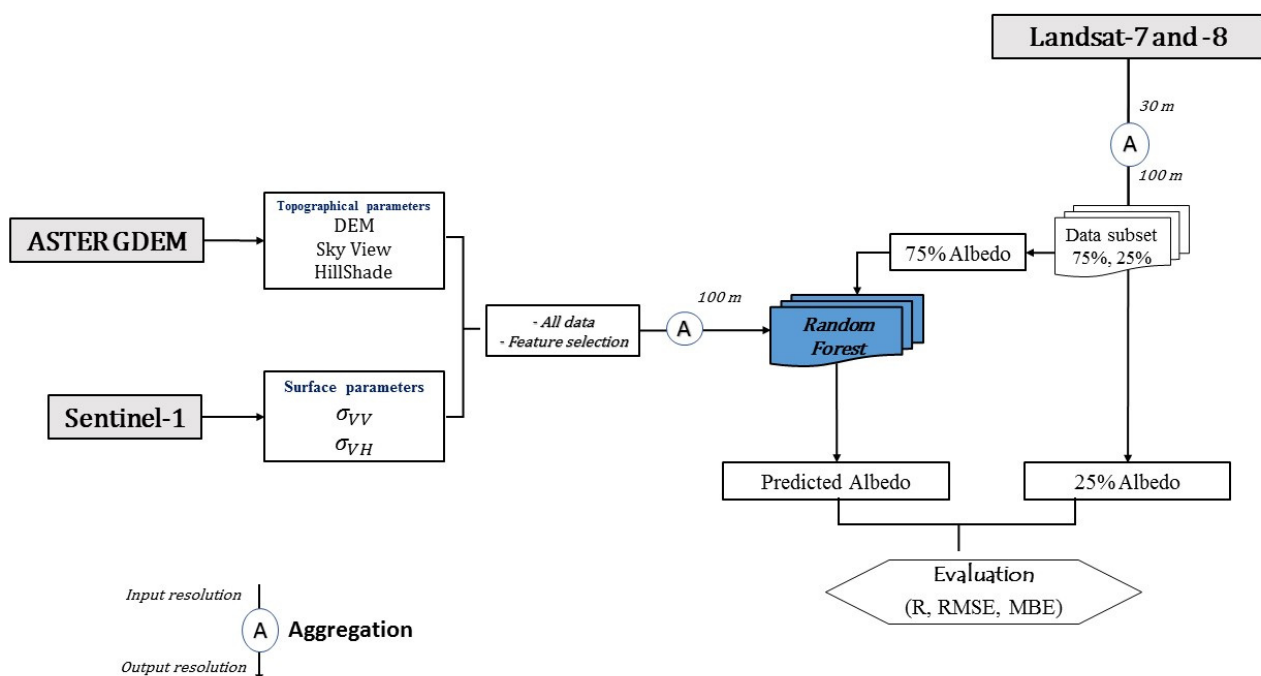 Landsat-7 and -8
30 m
A
100 m
Data subset
75%, 25%
75% Albedo
Topographical parameters
DEM
Sky View
HillShade
ASTER GDEM
- All data
- Feature selection
A
100 m
Random
Forest
Surface parameters
σVV
σVH
Sentinel-1
Predicted Albedo
25% Albedo
Evaluation
(R, RMSE, MBE)
Input resolution
A
Aggregation
Output resolution